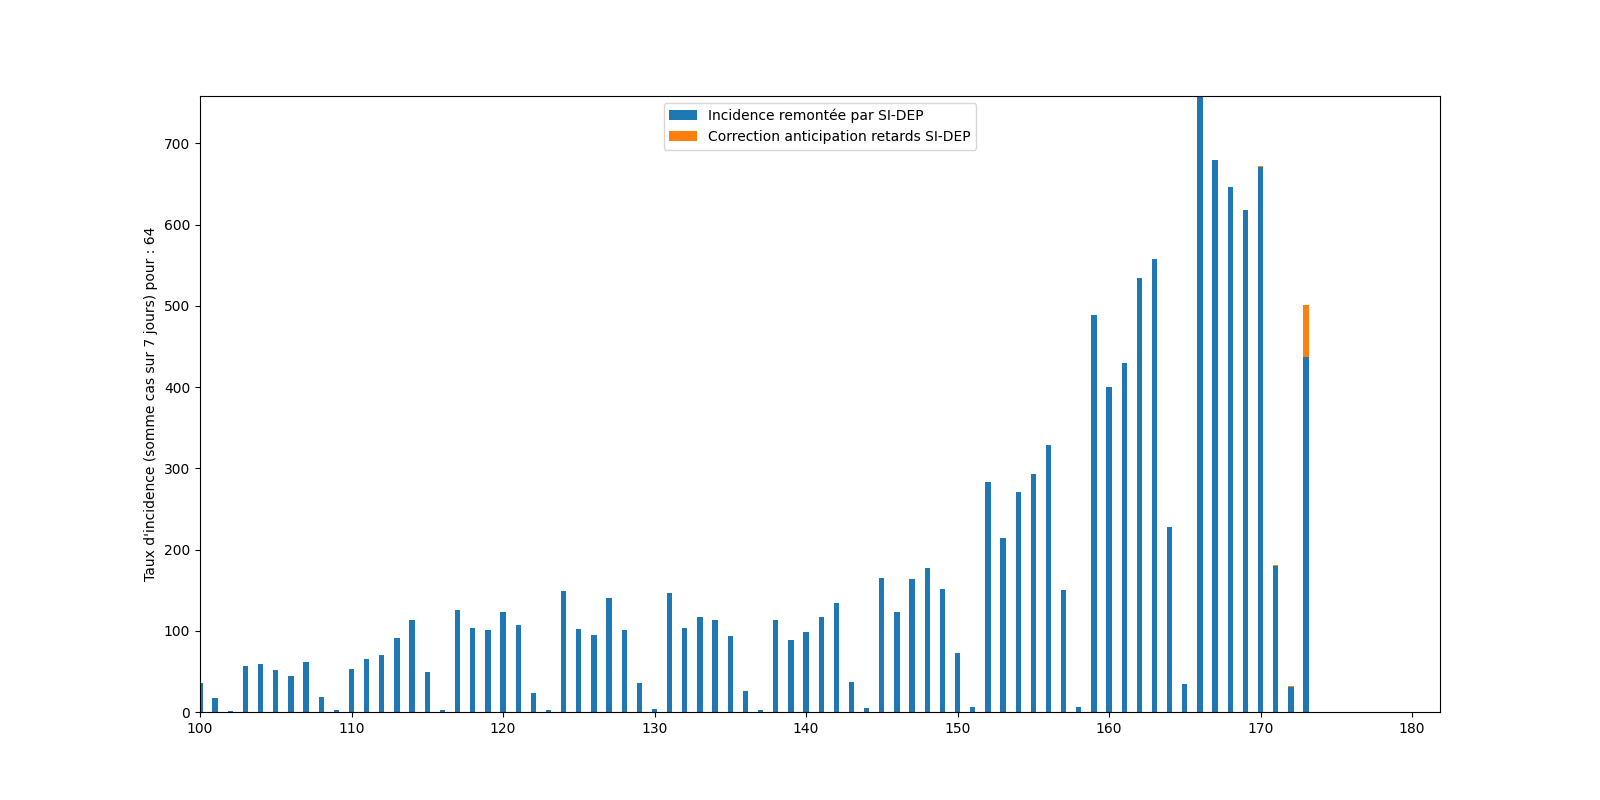 Incidence remontée par SI-DEP
Correction anticipation retards SI-DEP
Taux d'incidence (somme cas sur 7 jours) pour : 64
700
600
500
400
300
200
100
0
100 110 120 130 140 150 160 170 180